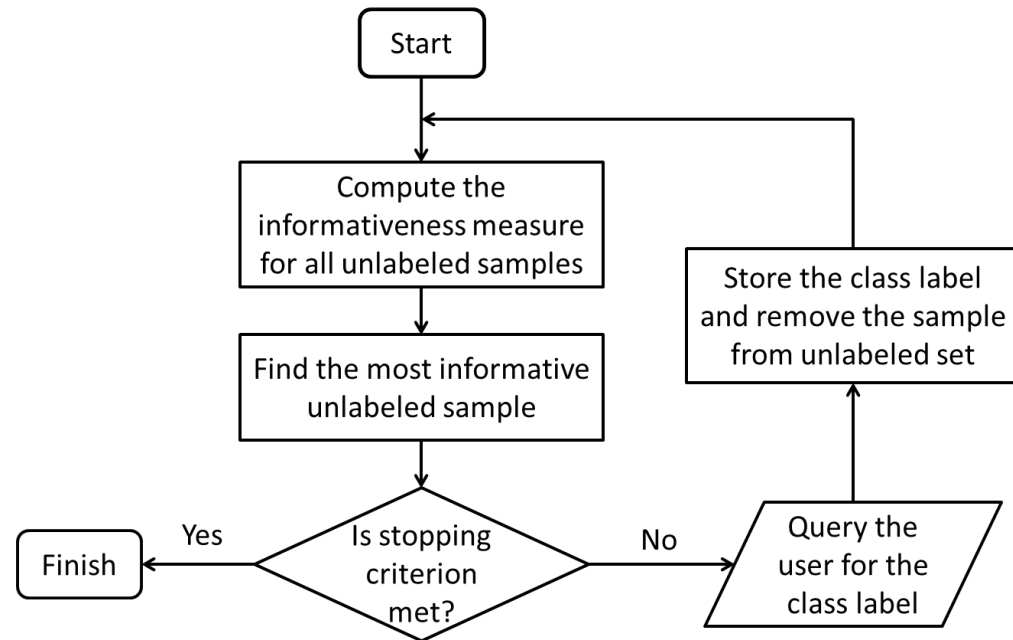 Start
Compute the
informativeness measure
for all unlabeled samples
Find the most informative
unlabeled sample
Is stopping
criterion
met?
Yes
Finish
No
Query the
user for the
class label
Store the class label
and remove the sample
from unlabeled set